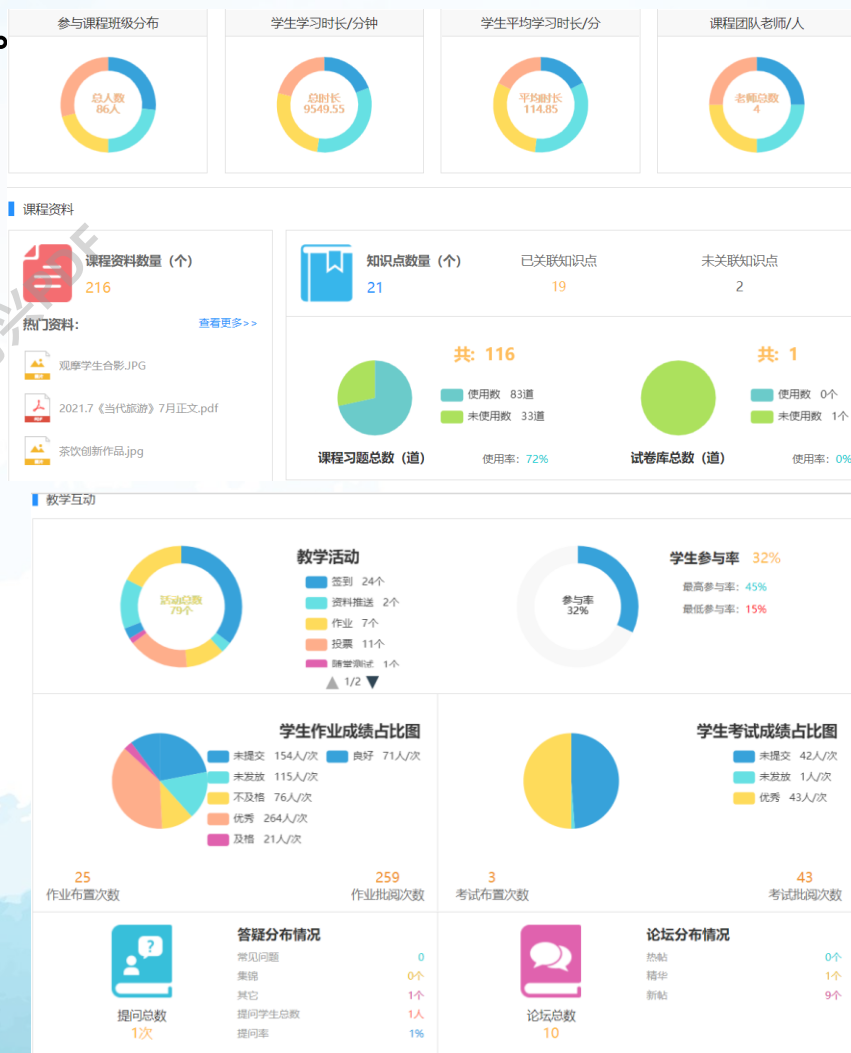 参与课程班级分布
学生学习时长/分钟
学生平均学习时长/分
课程团队老师/人
总人数
86人
总时长
9549.55
平均时长
114.85
老师总数
4
课程资料
课程资料数量（个）
216
热门资料：
查看更多>>
观摩学生合影.JPG
2021.7《当代旅游》7月正文.pdf
茶饮创新作品.jpg
知识点数量（个）
21
已关联知识点
19
未关联知识点
2
共: 116
使用数 83道
未使用数 33道
课程习题总数（道）
使用率：72%
共: 1
使用数 0个
未使用数 1个
试卷库总数（道）
使用率：0%
教学互动
活动总数
79个
教学活动
签到 24个
资料推送 2个
作业 7个
投票 11个
随堂测试 1个
1/2
参与率
32%
学生参与率 32%
最高参与率：45%
最低参与率：15%
学生作业成绩占比图
未提交 154人/次 良好 71人/次
未发放 115人/次
不及格 76人/次
优秀 264人/次
及格 21人/次
25
作业布置次数
259
作业批阅次数
学生考试成绩占比图
未提交 42人/次
未发放 1人/次
优秀 43人/次
3
考试布置次数
43
考试批阅次数
提问总数
1次
答疑分布情况
常见问题 0
集锦 0个
其它 1个
提问学生总数 1人
提问率 1%
论坛总数
10
论坛分布情况
热帖 0个
精华 1个
新帖 9个